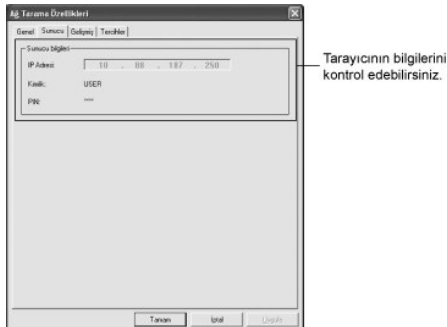 Ağ Tarama Özellikleri
Genel Sunucu Gelişmiş Tercihler
Sunucu bilgileri
IP Adresi: 10 . 88 . 187 . 250
Kimlik: USER
PIN: ****
Tarayıcının bilgilerini
kontrol edebilirsiniz.
Tamam İptal Uygula